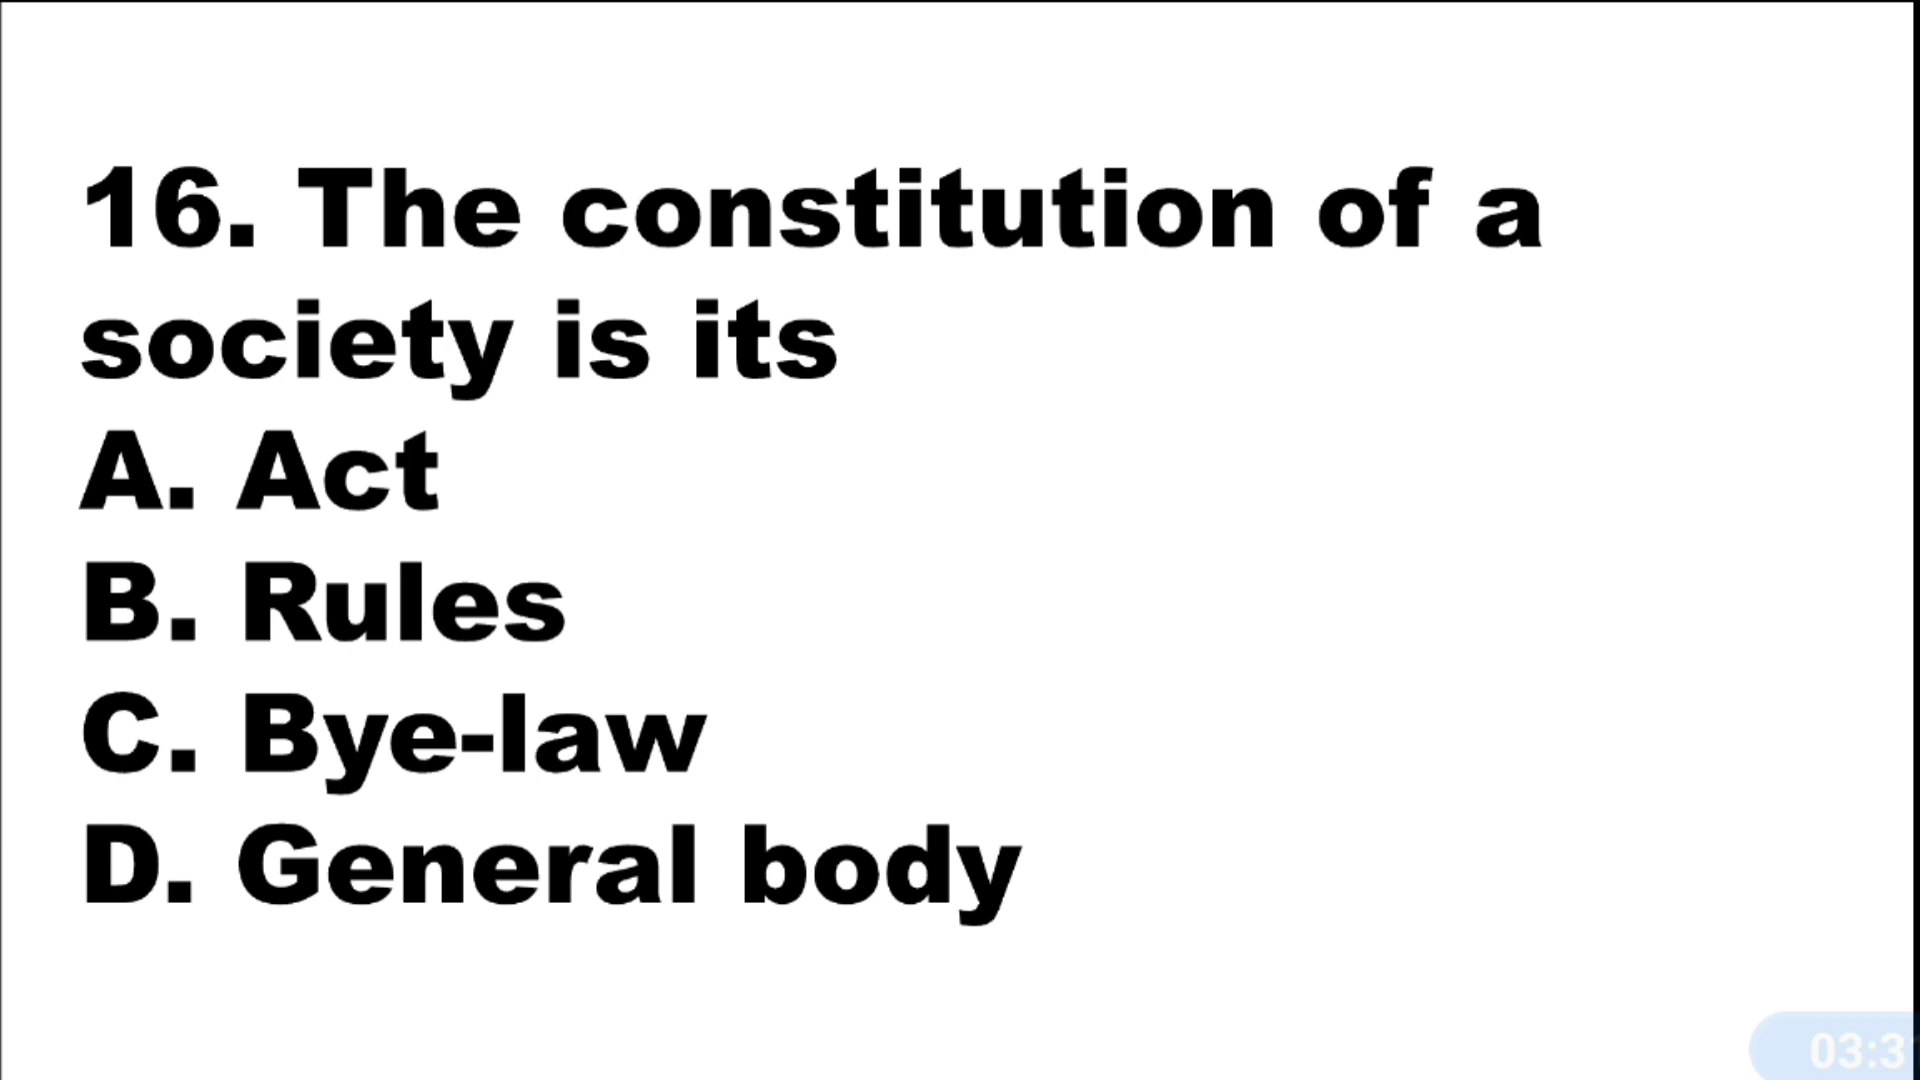 16. The constitution of a
society is its
A. Act
B. Rules
C. Bye-law
D. General body
03:3